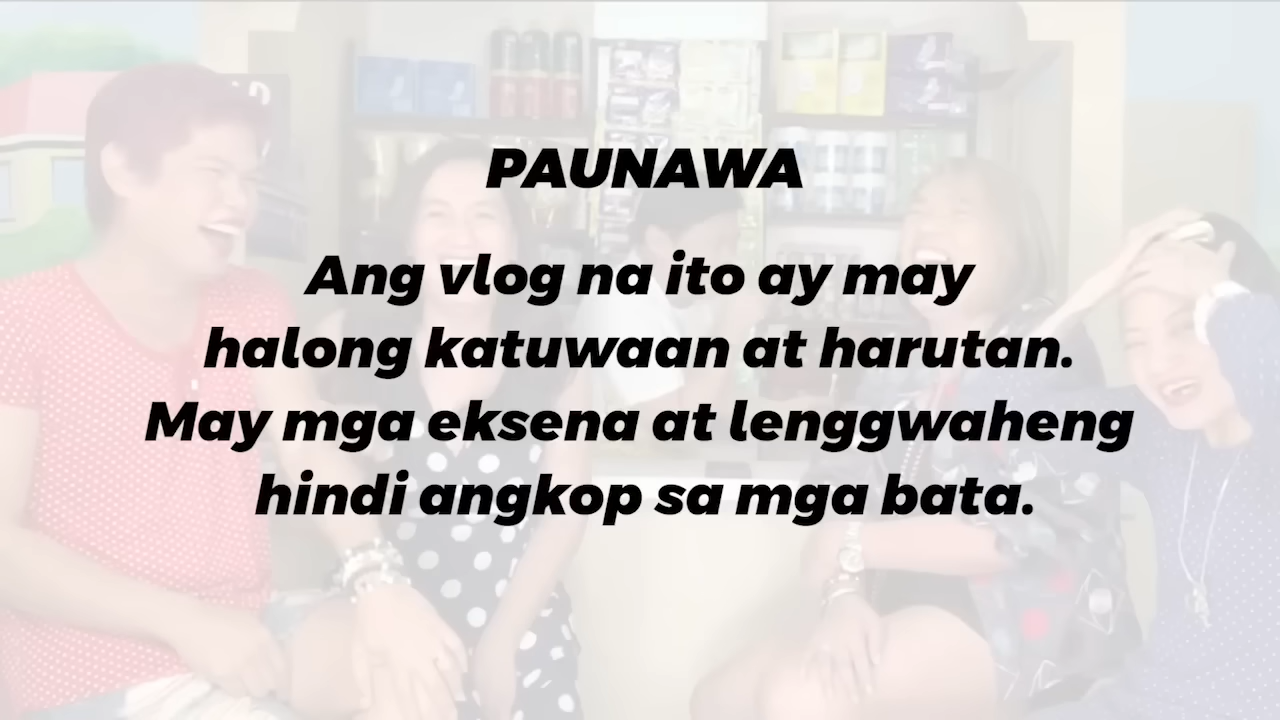 PAUNAWA
Ang vlog na ito ay may
halong katuwaan at harutan.
May mga eksena at lenggwaheng
hindi angkop sa mga bata.